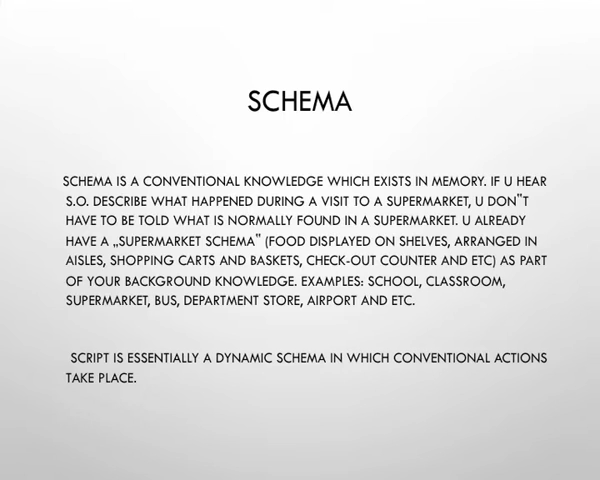 SCHEMA
SCHEMA IS A CONVENTIONAL KNOWLEDGE WHICH EXISTS IN MEMORY. IF U HEAR
S.O. DESCRIBE WHAT HAPPENED DURING A VISIT TO A SUPERMARKET, U DON"T
HAVE TO BE TOLD WHAT IS NORMALLY FOUND IN A SUPERMARKET. U ALREADY
HAVE A „SUPERMARKET SCHEMA" (FOOD DISPLAYED ON SHELVES, ARRANGED IN
AISLES, SHOPPING CARTS AND BASKETS, CHECK-OUT COUNTER AND ETC) AS PART
OF YOUR BACKGROUND KNOWLEDGE. EXAMPLES: SCHOOL, CLASSROOM,
SUPERMARKET, BUS, DEPARTMENT STORE, AIRPORT AND ETC.
SCRIPT IS ESSENTIALLY A DYNAMIC SCHEMA IN WHICH CONVENTIONAL ACTIONS
TAKE PLACE.